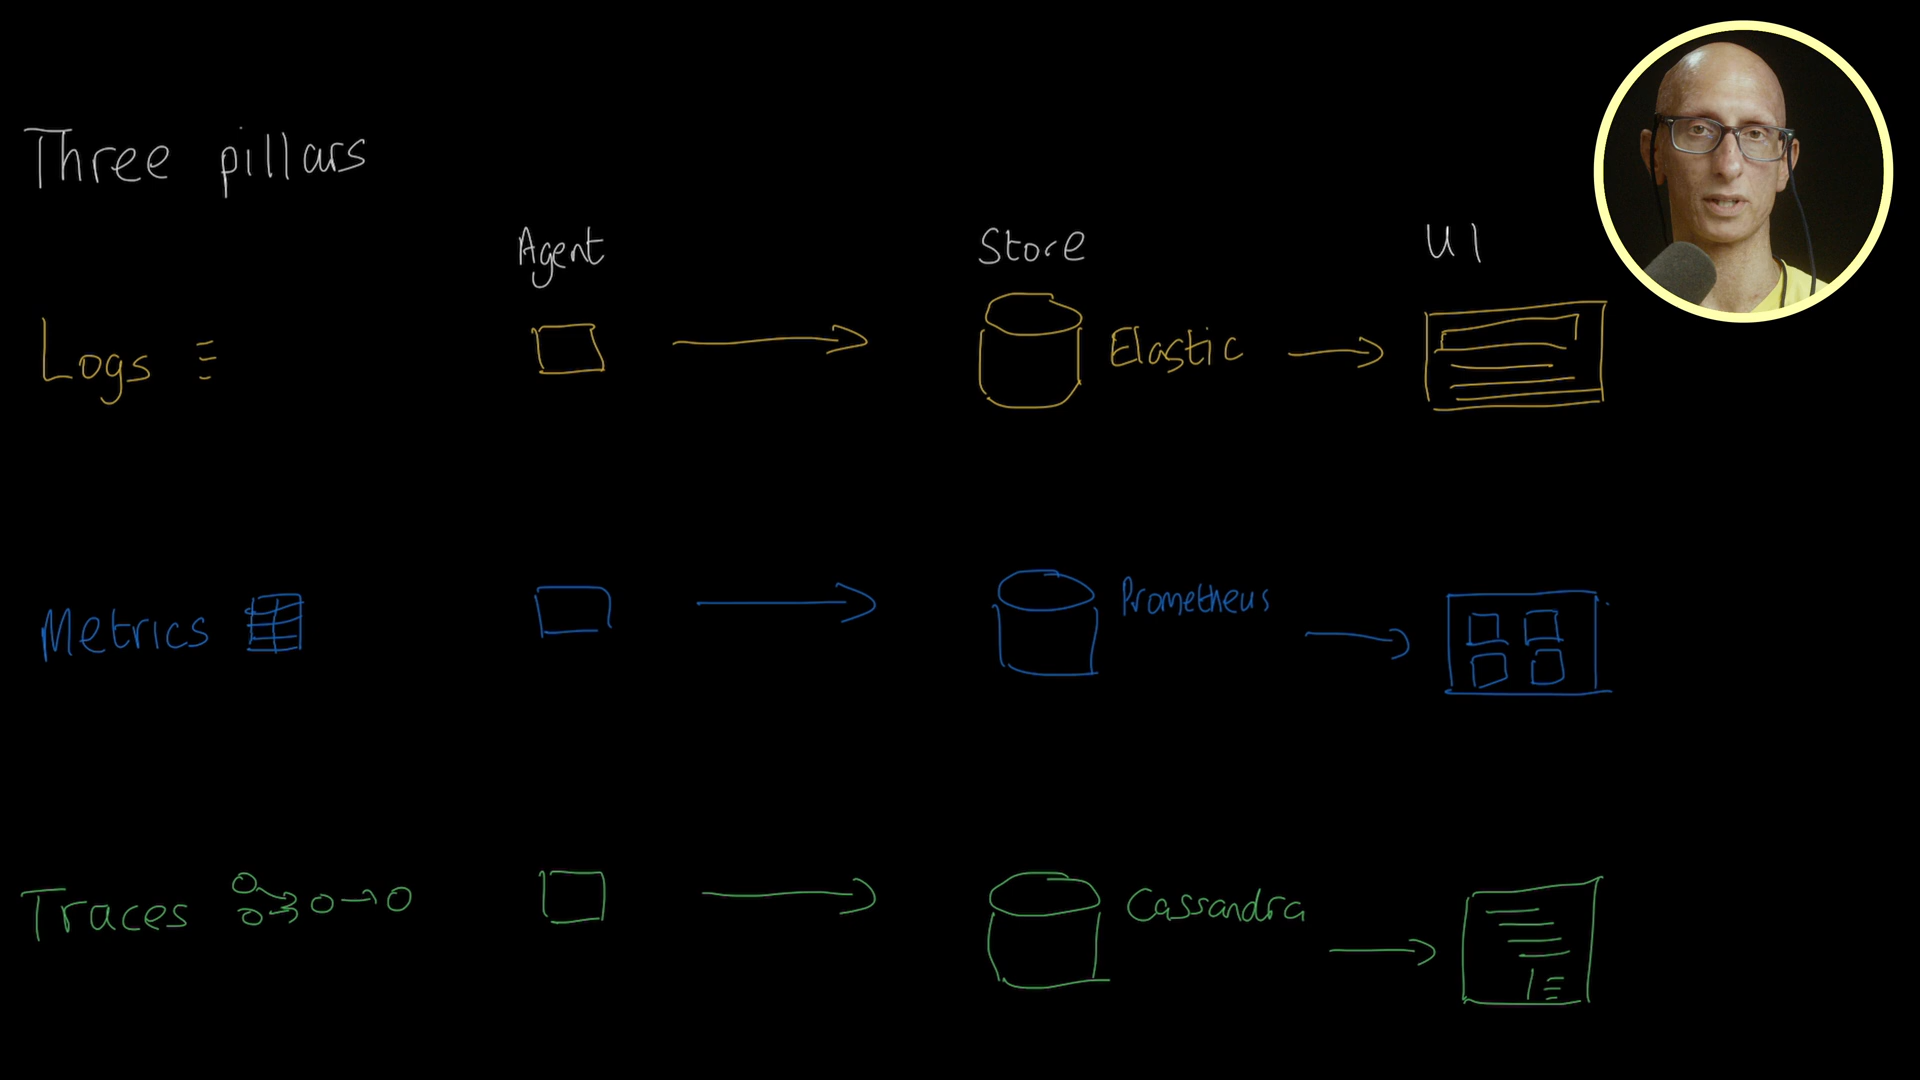 Three pillars
Agent Store UI
Logs Elastic
Metrics Prometheus
Traces Cassandra